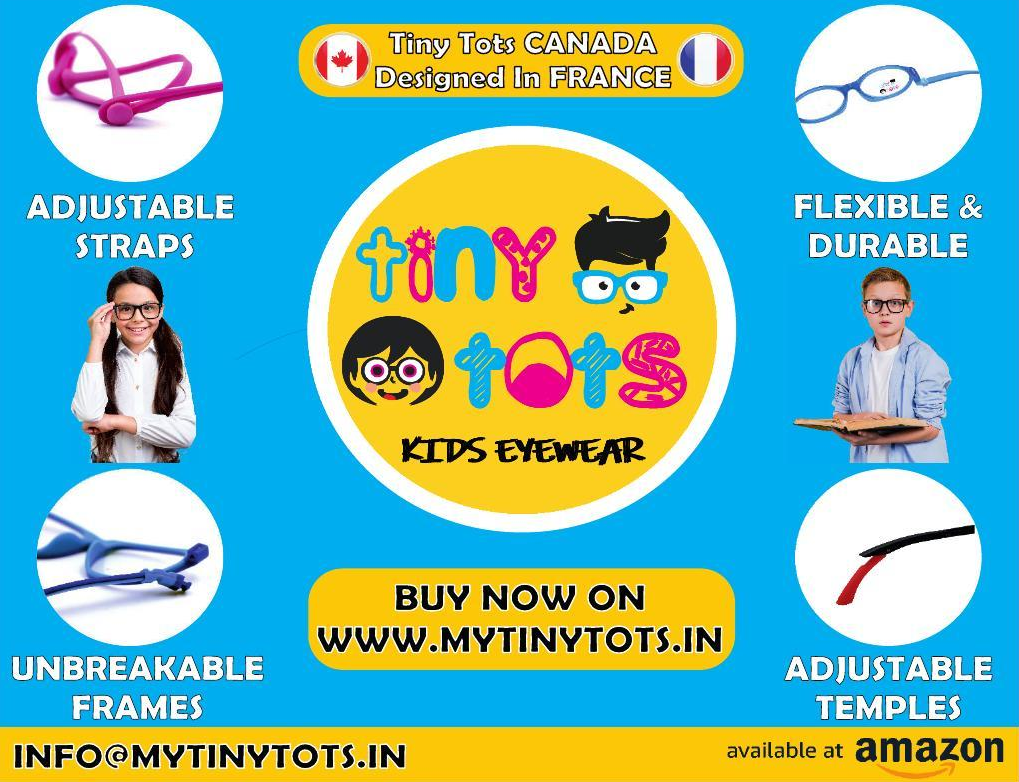 Tiny Tots CANADA
Designed In FRANCE
ADJUSTABLE
STRAPS
FLEXIBLE &
DURABLE
tiny
tots
KIDS EYEWEAR
UNBREAKABLE
FRAMES
BUY NOW ON
WWW.MYTINYTOTS.IN
ADJUSTABLE
TEMPLES
INFO@MYTINYTOTS.IN
available at amazon